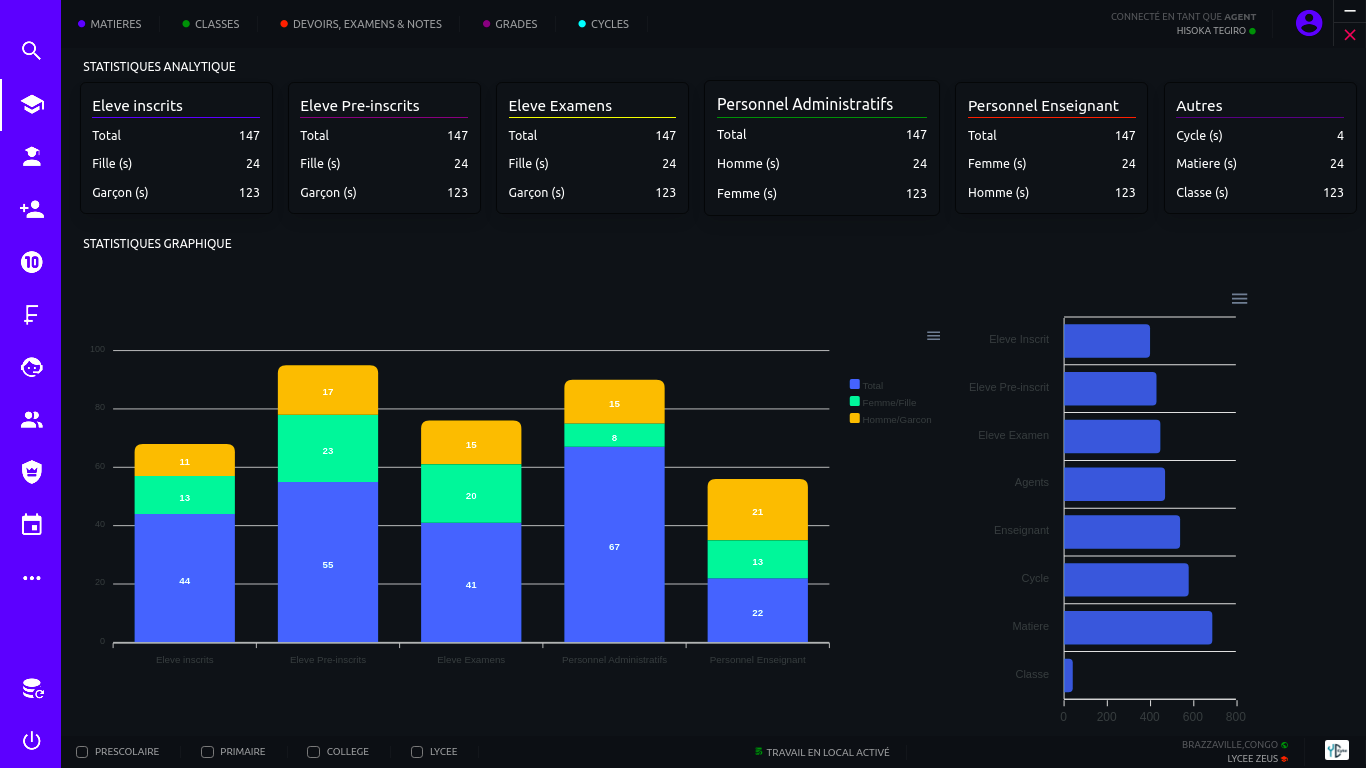 MATIERES
CLASSES
DEVOIRS, EXAMENS & NOTES
GRADES
CYCLES
CONNECTÉ EN TANT QUE AGENT
HISOKA TEGIRO
STATISTIQUES ANALYTIQUE
Eleve inscrits
Total 147
Fille (s) 24
Garçon (s) 123
Eleve Pre-inscrits
Total 147
Fille (s) 24
Garçon (s) 123
Eleve Examens
Total 147
Fille (s) 24
Garçon (s) 123
Personnel Administratifs
Total 147
Homme (s) 24
Femme (s) 123
Personnel Enseignant
Total 147
Femme (s) 24
Homme (s) 123
Autres
Cycle (s) 4
Matiere (s) 24
Classe (s) 123
10
STATISTIQUES GRAPHIQUE
100
80
60
40
20
0
11
13
44
17
23
55
15
20
41
15
8
67
21
13
22
Eleve inscrits
Eleve Pre-inscrits
Eleve Examens
Personnel Administratifs
Personnel Enseignant
Total
Femme/Fille
Homme/Garcon
Eleve Inscrit
Eleve Pre-inscrit
Eleve Examen
Agents
Enseignant
Cycle
Matiere
Classe
0 200 400 600 800
PRESCOLAIRE
PRIMAIRE
COLLEGE
LYCEE
TRAVAIL EN LOCAL ACTIVÉ
BRAZZAVILLE,CONGO
LYCEE ZEUS